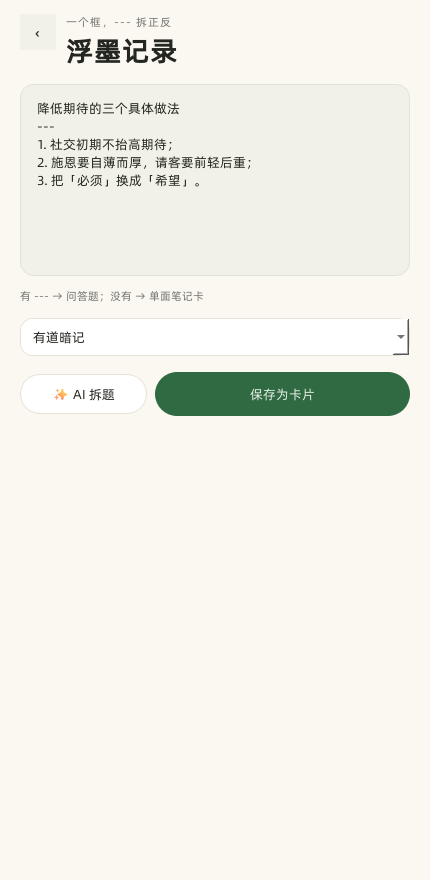 ‹
一个框，--- 拆正反
浮墨记录
降低期待的三个具体做法
---
1. 社交初期不抬高期待；
2. 施恩要自薄而厚，请客要前轻后重；
3. 把「必须」换成「希望」。
有 --- → 问答题；没有 → 单面笔记卡
有道暗记
✨ AI 拆题
保存为卡片